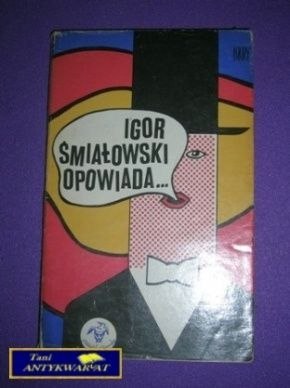 IGOR
ŚMIAŁOWSKI
OPOWIADA...
Tani
ANTYKWARIAT